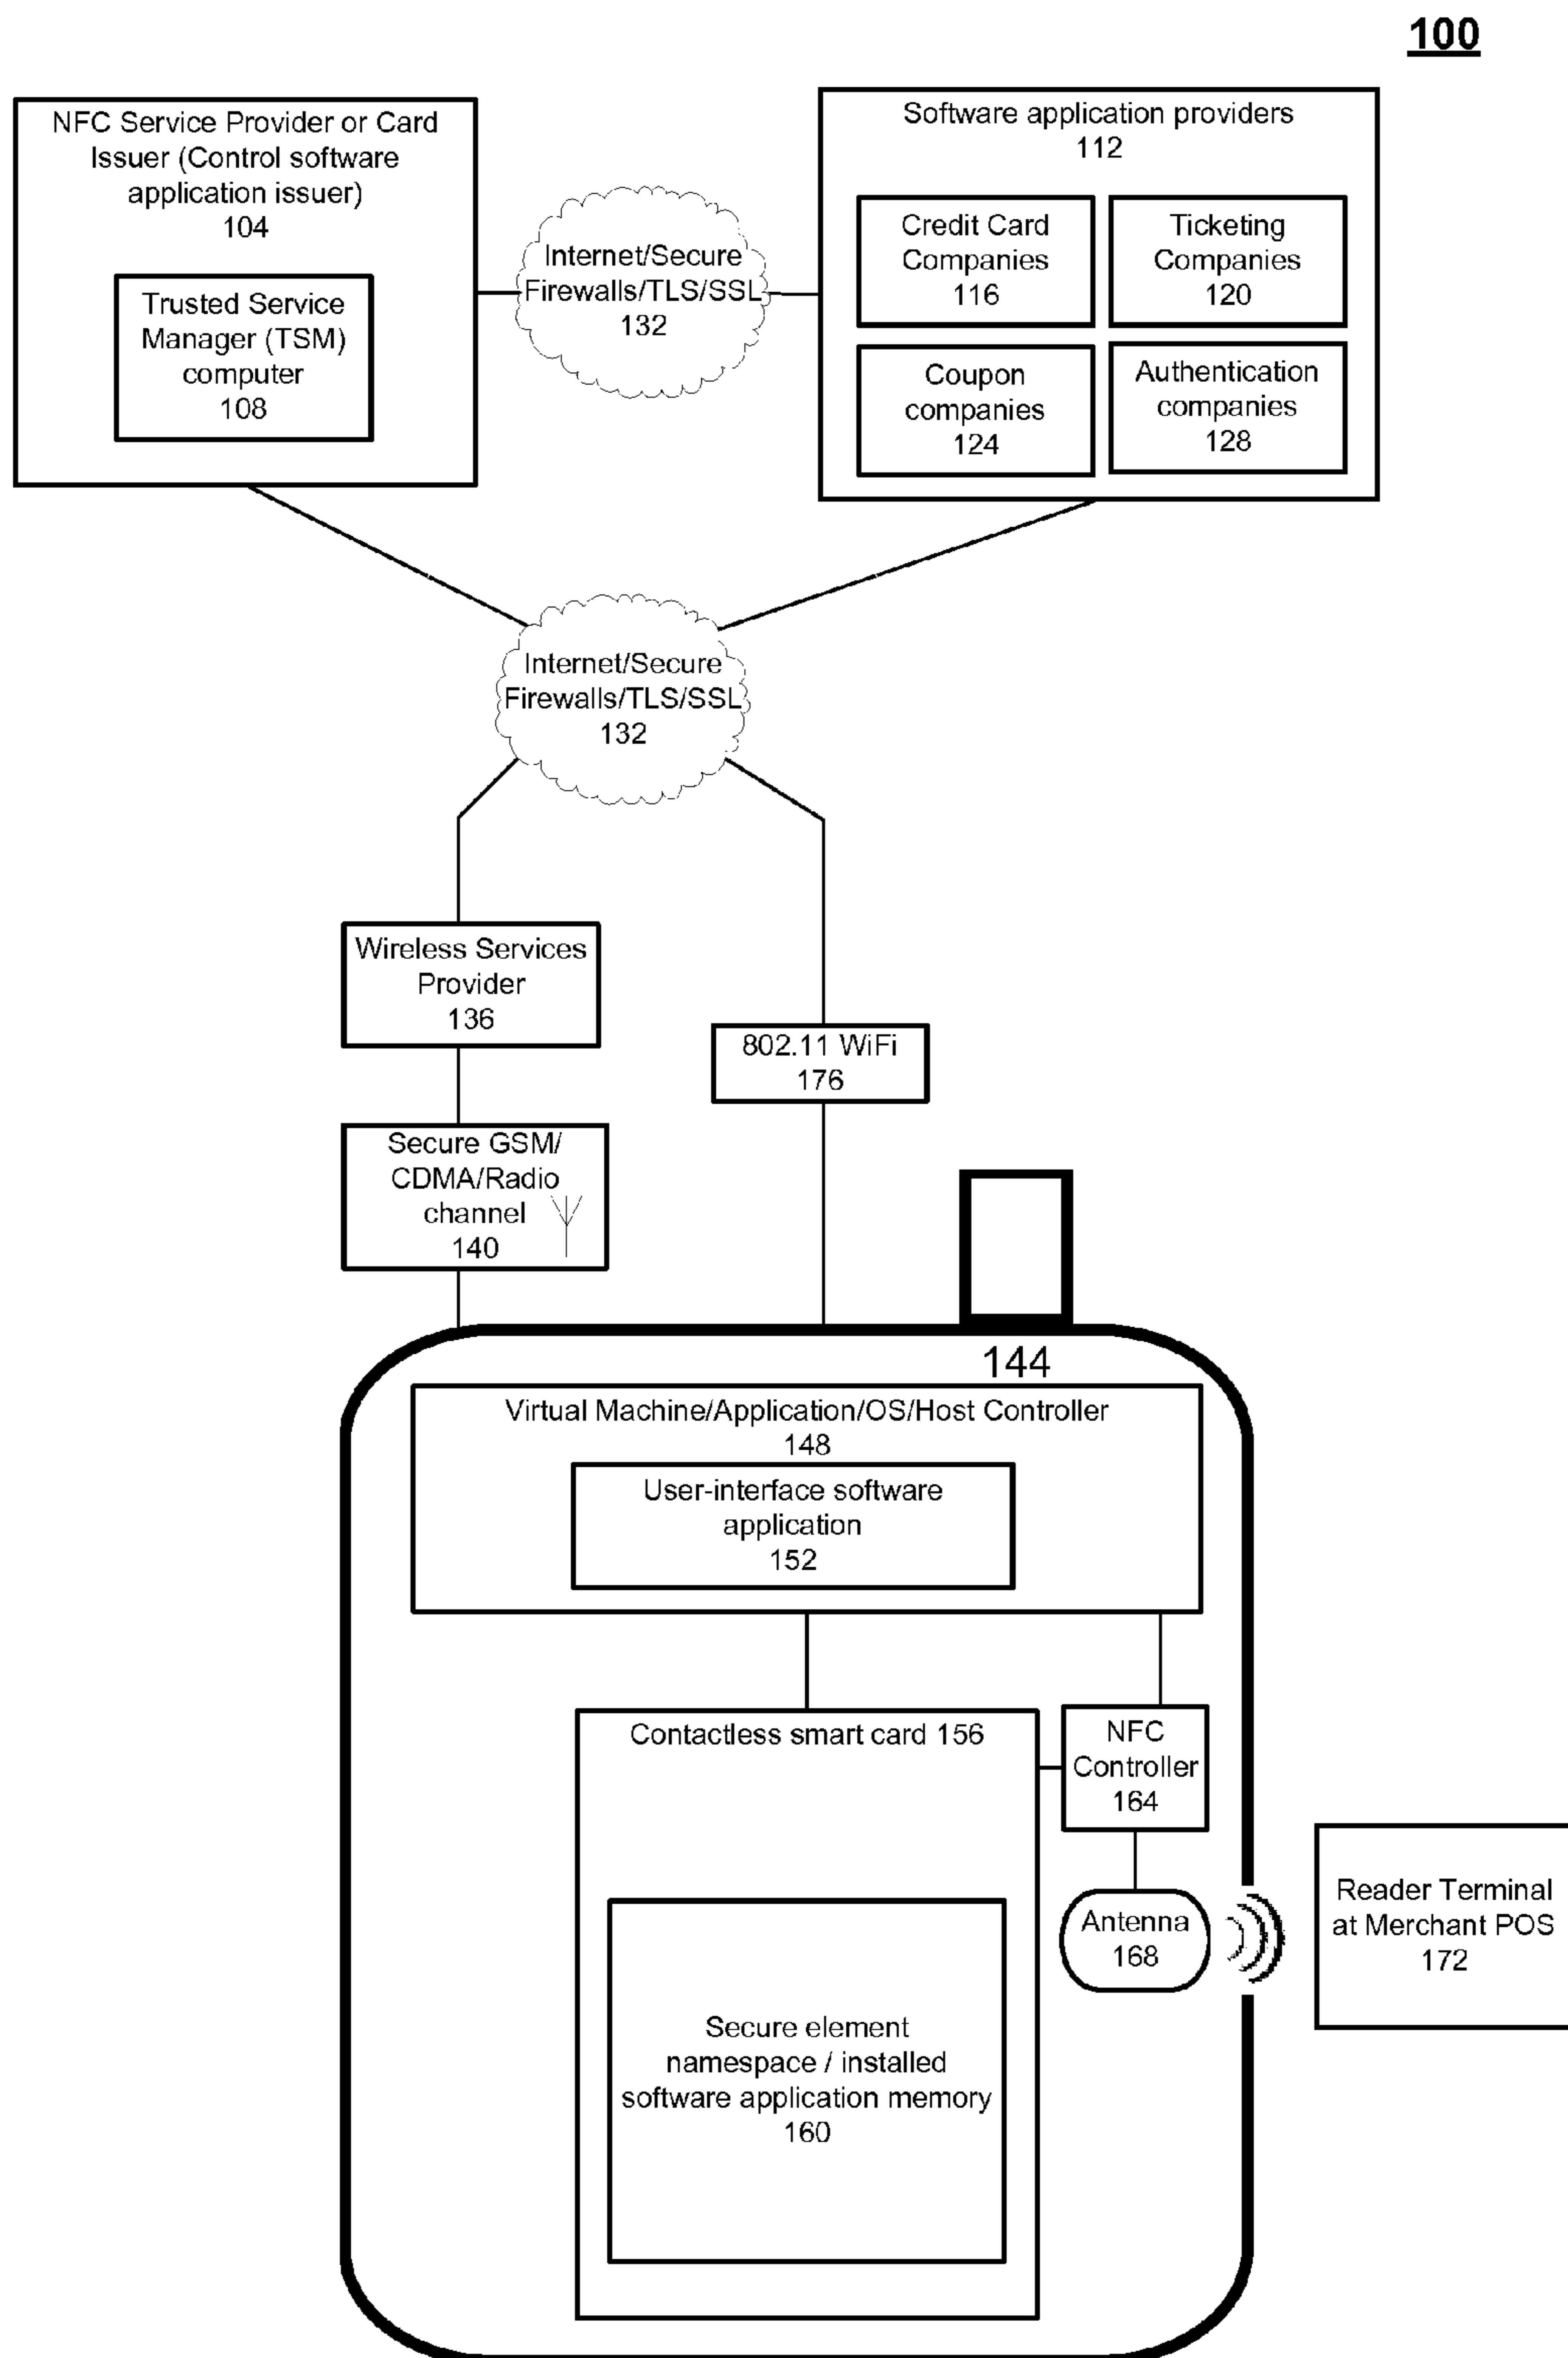 100
NFC Service Provider or Card
Issuer (Control software
application issuer)
104
Trusted Service
Manager (TSM)
computer
108
Internet/Secure
Firewalls/TLS/SSL
132
Software application providers
112
Credit Card
Companies
116
Ticketing
Companies
120
Coupon
companies
124
Authentication
companies
128
Internet/Secure
Firewalls/TLS/SSL
132
Wireless Services
Provider
136
802.11 WiFi
176
Secure GSM/
CDMA/Radio
channel
140
144
Virtual Machine/Application/OS/Host Controller
148
User-interface software
application
152
Contactless smart card 156
NFC
Controller
164
Antenna
168
Reader Terminal
at Merchant POS
172
Secure element
namespace / installed
software application memory
160